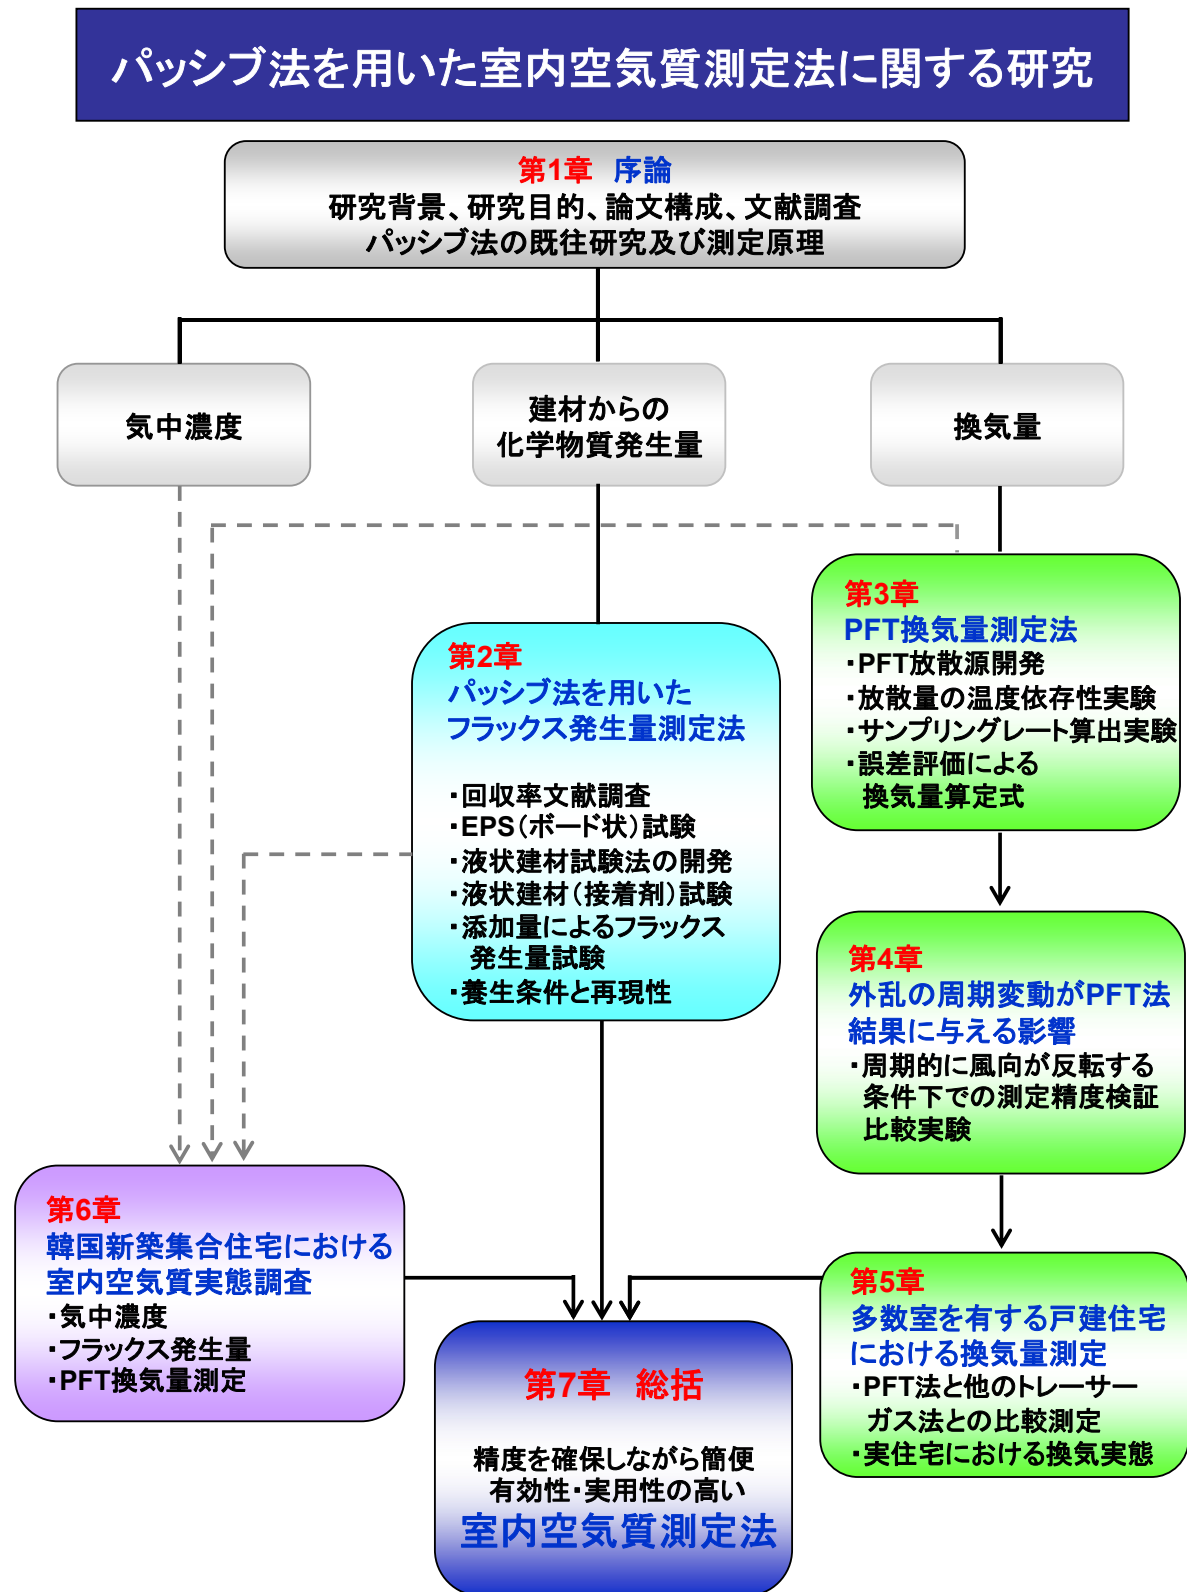 パッシブ法を用いた室内空気質測定法に関する研究
第1章 序論
研究背景、研究目的、論文構成、文献調査
パッシブ法の既往研究及び測定原理
気中濃度
建材からの
化学物質発生量
換気量
第3章
PFT換気量測定法
・PFT放散源開発
・放散量の温度依存性実験
・サンプリングレート算出実験
・誤差評価による
換気量算定式
第2章
パッシブ法を用いた
フラックス発生量測定法
・回収率文献調査
・EPS（ボード状）試験
・液状建材試験法の開発
・液状建材（接着剤）試験
・添加量によるフラックス
発生量試験
・養生条件と再現性
第4章
外乱の周期変動がPFT法
結果に与える影響
・周期的に風向が反転する
条件下での測定精度検証
比較実験
第6章
韓国新築集合住宅における
室内空気質実態調査
・気中濃度
・フラックス発生量
・PFT換気量測定
第5章
多数室を有する戸建住宅
における換気量測定
・PFT法と他のトレーサー
ガス法との比較測定
・実住宅における換気実態
第7章 総括
精度を確保しながら簡便
有効性・実用性の高い
室内空気質測定法